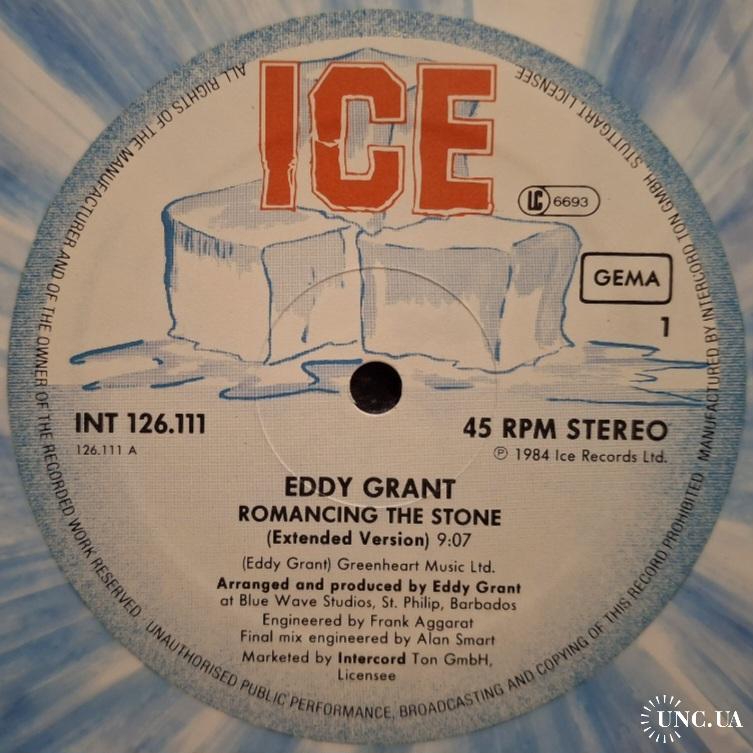 ICE
LC 6693
GEMA
1
INT 126.111
126.111 A
45 RPM STEREO
℗ 1984 Ice Records Ltd.
EDDY GRANT
ROMANCING THE STONE
(Extended Version) 9:07
(Eddy Grant) Greenheart Music Ltd.
Arranged and produced by Eddy Grant
at Blue Wave Studios, St. Philip, Barbados
Engineered by Frank Aggarat
Final mix engineered by Alan Smart
Marketed by Intercord Ton GmbH,
Licensee
ALL RIGHTS OF THE MANUFACTURER AND OF THE OWNER OF THE RECORDED WORK RESERVED. UNAUTHORISED PUBLIC PERFORMANCE, BROADCASTING AND COPYING OF THIS RECORD PROHIBITED MANUFACTURED BY INTERCORD TON GMBH STUTTGART, LICENSEE
UNC.UA